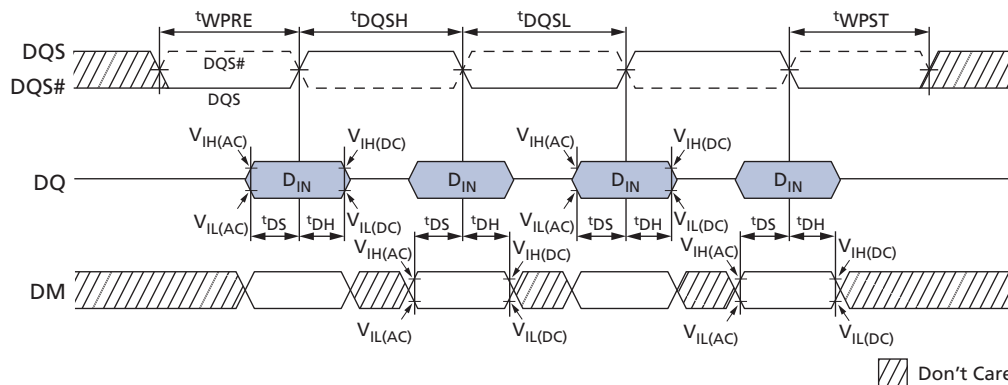 tWPRE tDQSH tDQSL tWPST
DQS
DQS#
DQS#
DQS
VIH(AC) VIH(DC) VIH(AC) VIH(DC)
DQ DIN DIN DIN DIN
VIL(AC) VIL(DC) VIL(AC) VIL(DC)
tDS tDH tDS tDH tDS tDH tDS tDH
VIH(AC) VIH(DC) VIH(AC) VIH(DC)
DM
VIL(AC) VIL(DC) VIL(AC) VIL(DC)
Don't Care